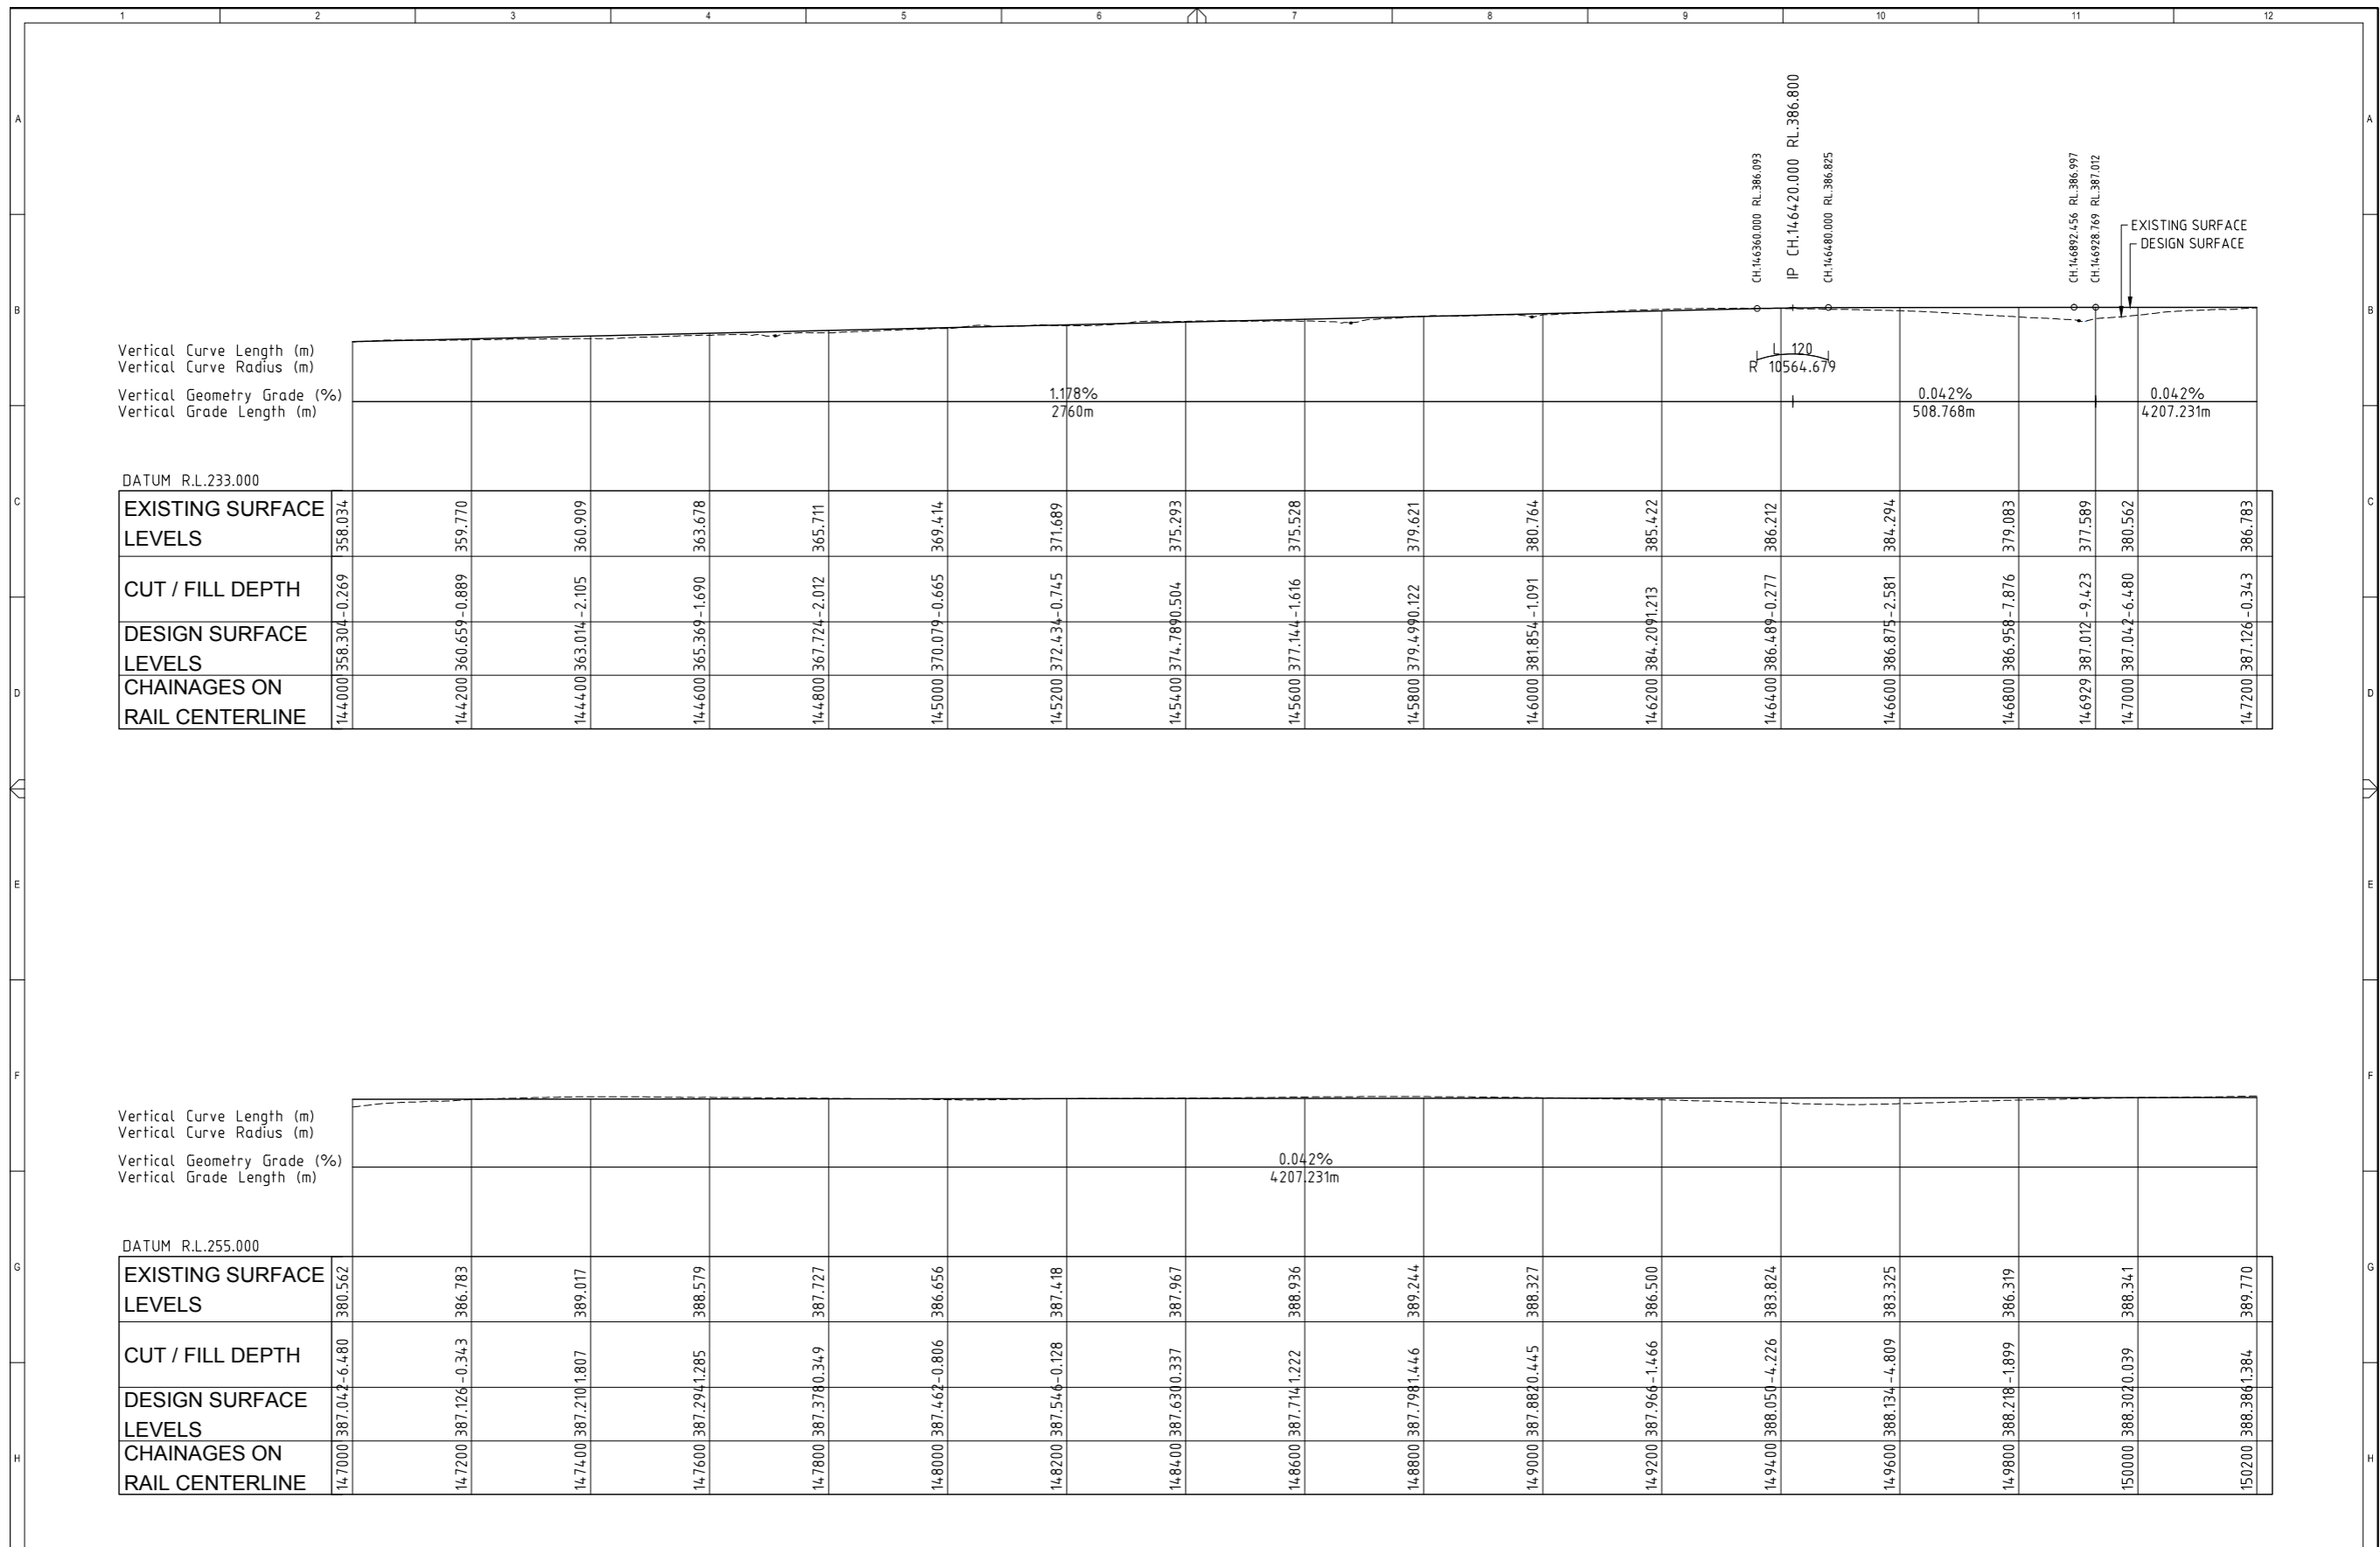 1 2 3 4 5 6 7 8 9 10 11 12
A A
CH.146360.000 RL.386.093
IP CH.146420.000 RL.386.800
CH.146480.000 RL.386.825
CH.146892.456 RL.386.997
CH.146928.769 RL.387.012
EXISTING SURFACE
DESIGN SURFACE
B B
Vertical Curve Length (m) L 120
Vertical Curve Radius (m) R 10564.679
Vertical Geometry Grade (%) 1.178% 0.042% 0.042%
Vertical Grade Length (m) 2760m 508.768m 4207.231m
DATUM R.L.233.000
C C
EXISTING SURFACE
LEVELS
358.034 359.770 360.909 363.678 365.711 369.414 371.689 375.293 375.528 379.621 380.764 385.422 386.212 384.294 379.083 377.589 380.562 386.783
CUT / FILL DEPTH
-0.269 -0.889 -2.105 -1.690 -2.012 -0.665 -0.745 0.504 -1.616 0.122 -1.091 1.213 -0.277 -2.581 -7.876 -9.423 -6.480 -0.343
DESIGN SURFACE
LEVELS
358.304 360.659 363.014 365.369 367.724 370.079 372.434 374.789 377.144 379.499 381.854 384.209 386.489 386.875 386.958 387.012 387.042 387.126
D D
CHAINAGES ON
RAIL CENTERLINE
144000 144200 144400 144600 144800 145000 145200 145400 145600 145800 146000 146200 146400 146600 146800 146929 147000 147200
E E
F F
Vertical Curve Length (m)
Vertical Curve Radius (m)
Vertical Geometry Grade (%) 0.042%
Vertical Grade Length (m) 4207.231m
DATUM R.L.255.000
G G
EXISTING SURFACE
LEVELS
380.562 386.783 389.017 388.579 387.727 386.656 387.418 387.967 388.936 389.244 388.327 386.500 383.824 383.325 386.319 388.341 389.770
CUT / FILL DEPTH
-6.480 -0.343 1.807 1.285 0.349 -0.806 -0.128 0.337 1.222 1.446 0.445 -1.466 -4.226 -4.809 -1.899 0.039 1.384
DESIGN SURFACE
LEVELS
387.042 387.126 387.210 387.294 387.378 387.462 387.546 387.630 387.714 387.798 387.882 387.966 388.050 388.134 388.218 388.302 388.386
H H
CHAINAGES ON
RAIL CENTERLINE
147000 147200 147400 147600 147800 148000 148200 148400 148600 148800 149000 149200 149400 149600 149800 150000 150200